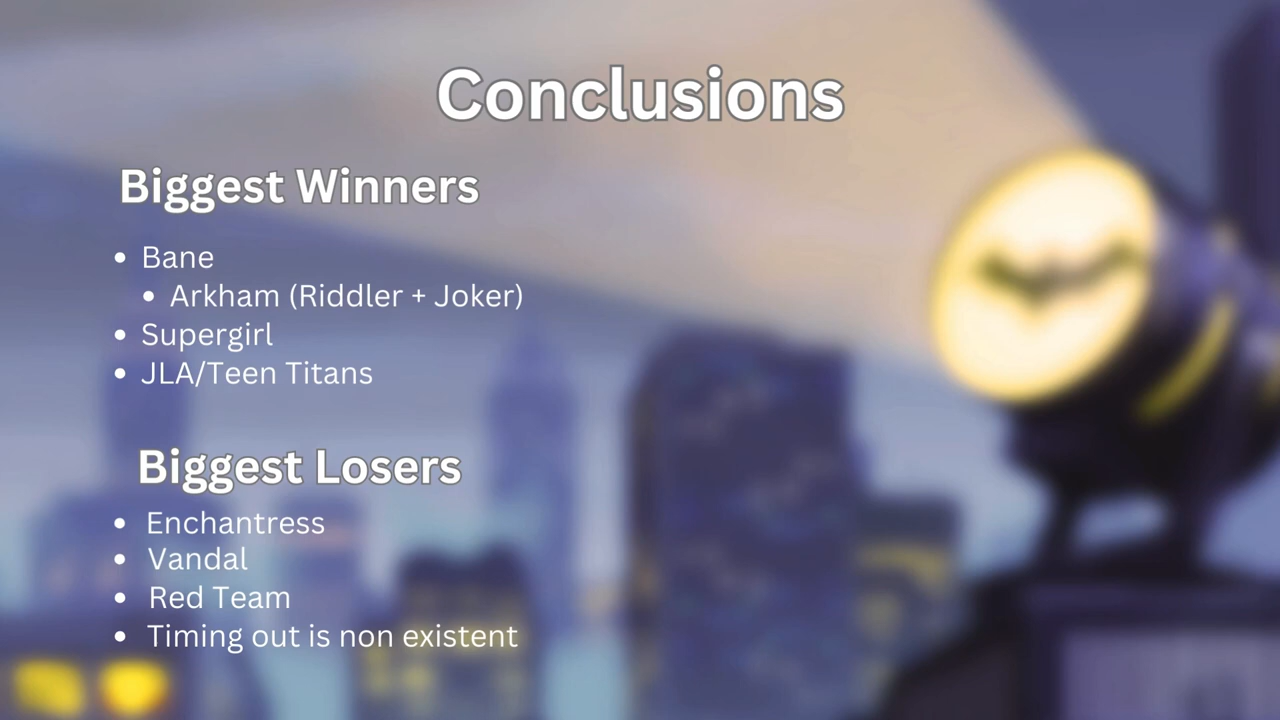 Conclusions
Biggest Winners
• Bane
• Arkham (Riddler + Joker)
• Supergirl
• JLA/Teen Titans
Biggest Losers
• Enchantress
• Vandal
• Red Team
• Timing out is non existent